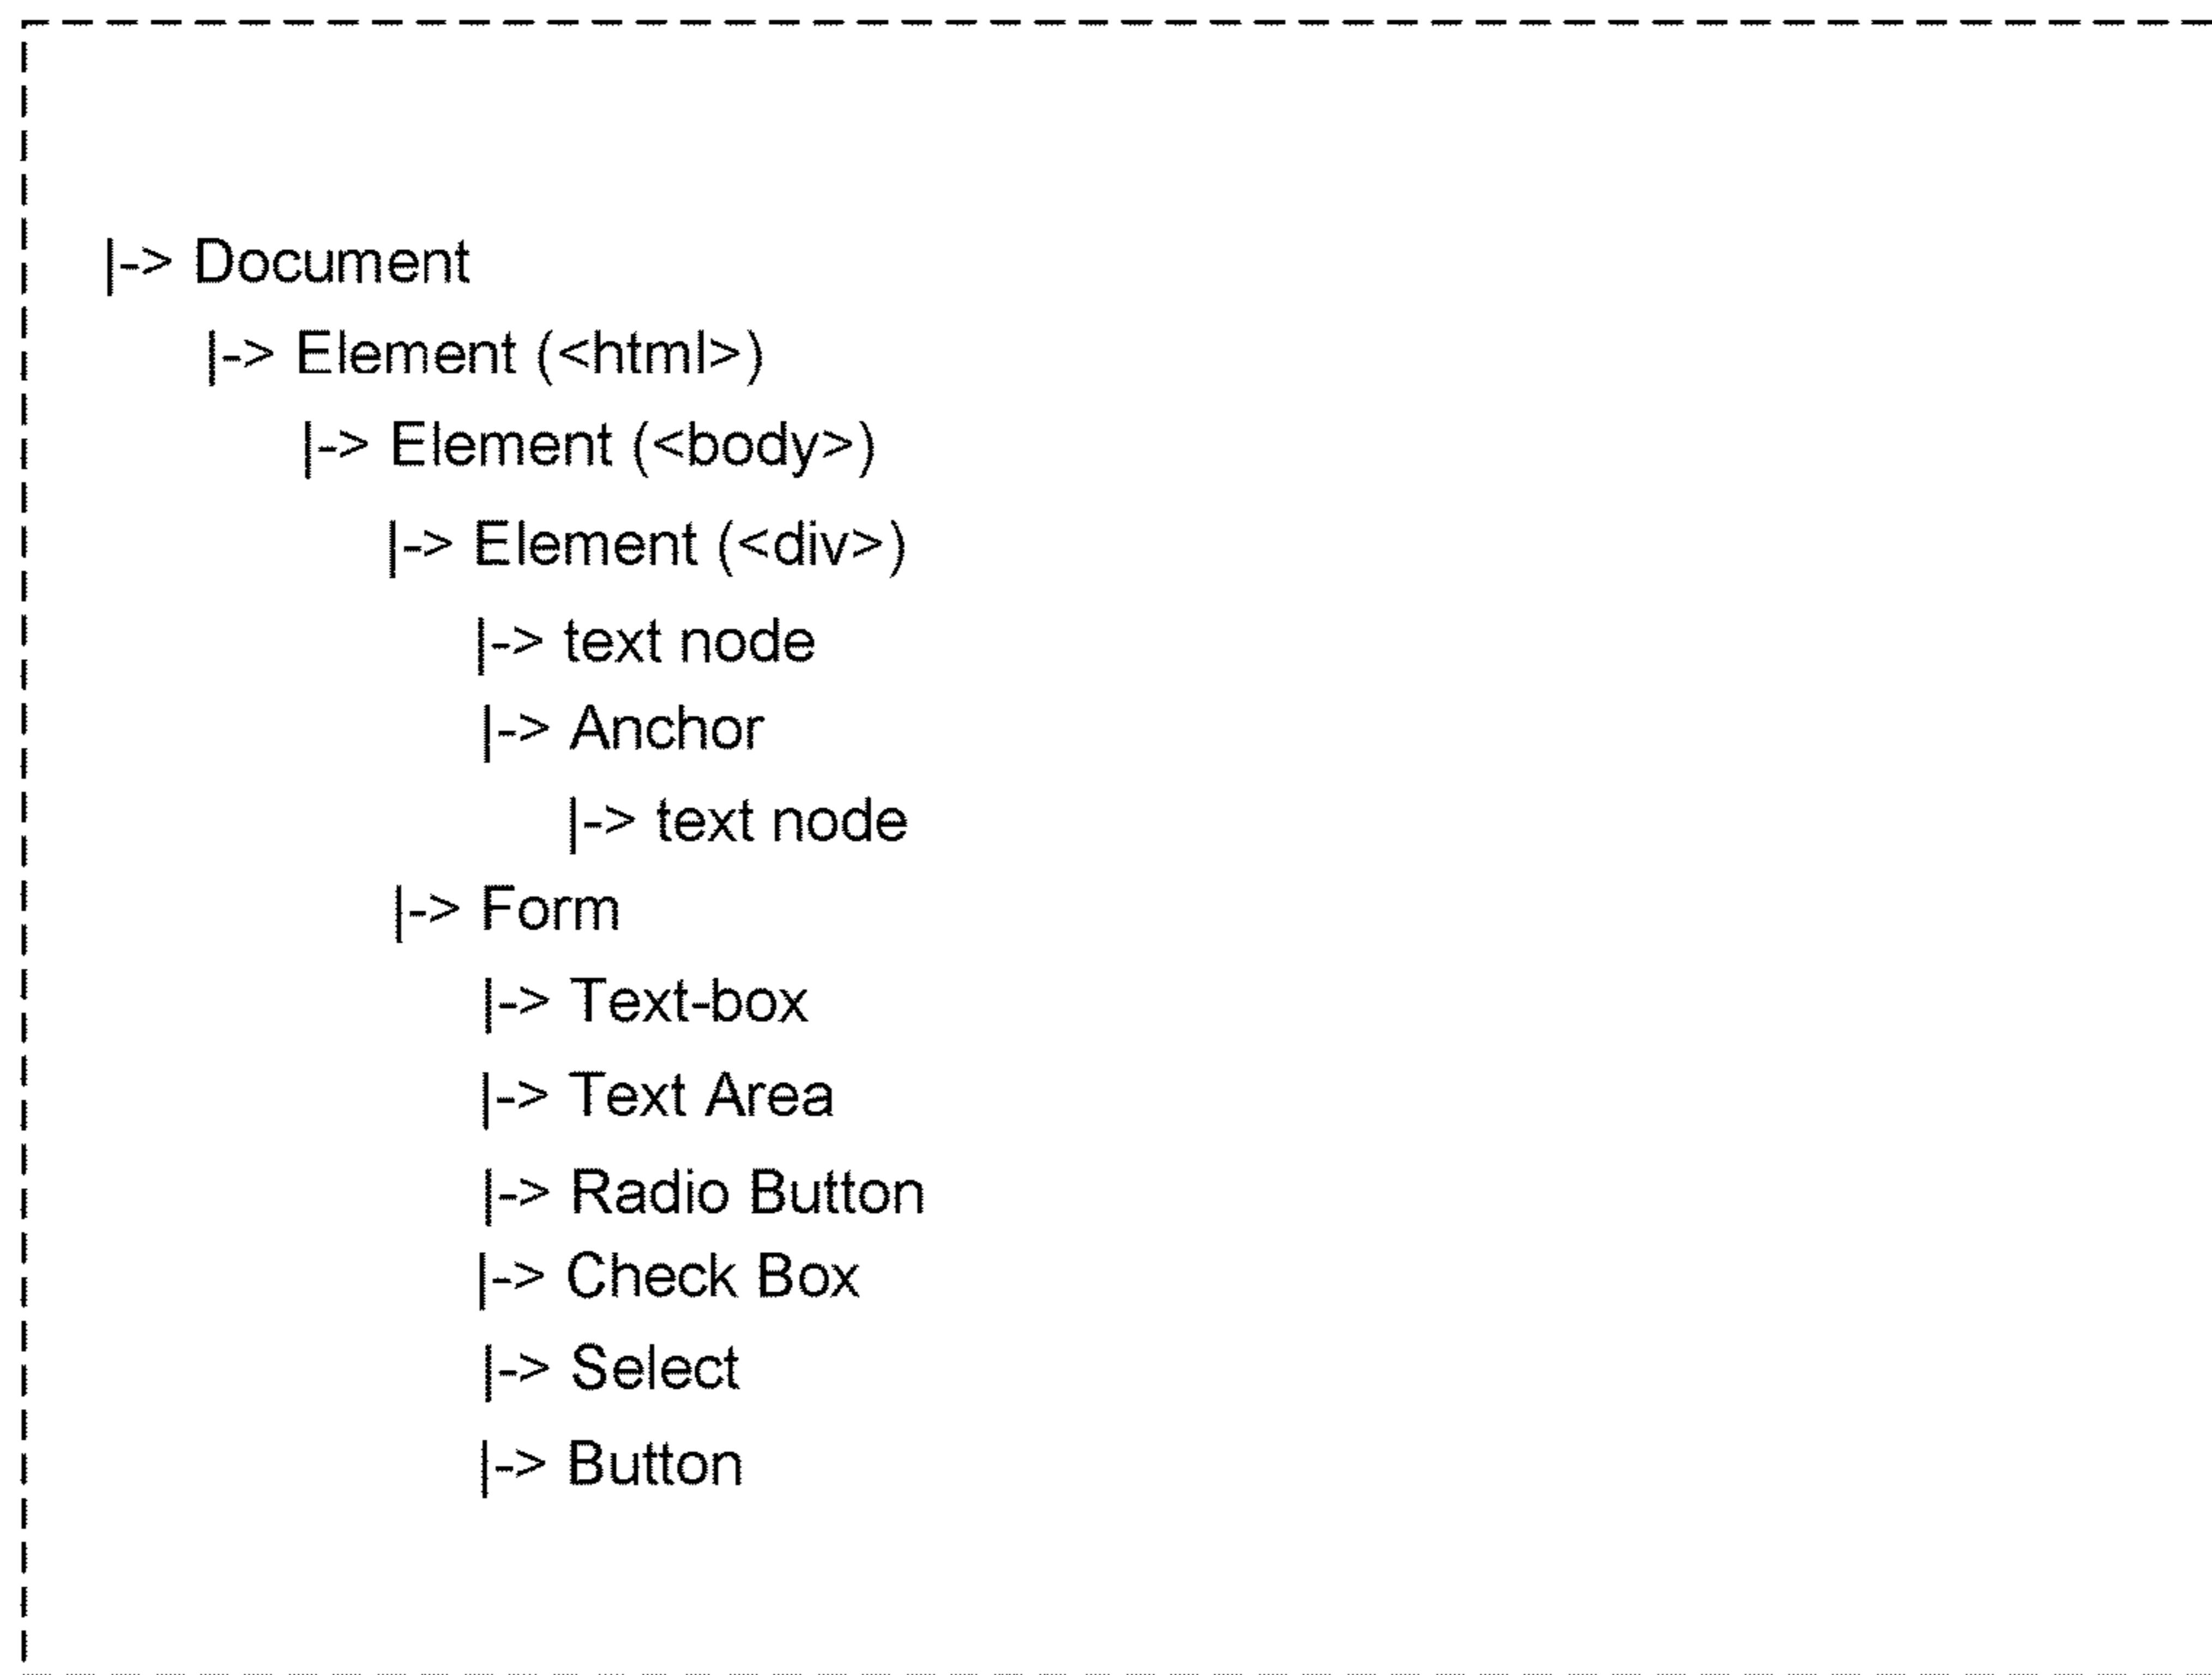 |-> Document
|-> Element (<html>)
|-> Element (<body>)
|-> Element (<div>)
|-> text node
|-> Anchor
|-> text node
|-> Form
|-> Text-box
|-> Text Area
|-> Radio Button
|-> Check Box
|-> Select
|-> Button